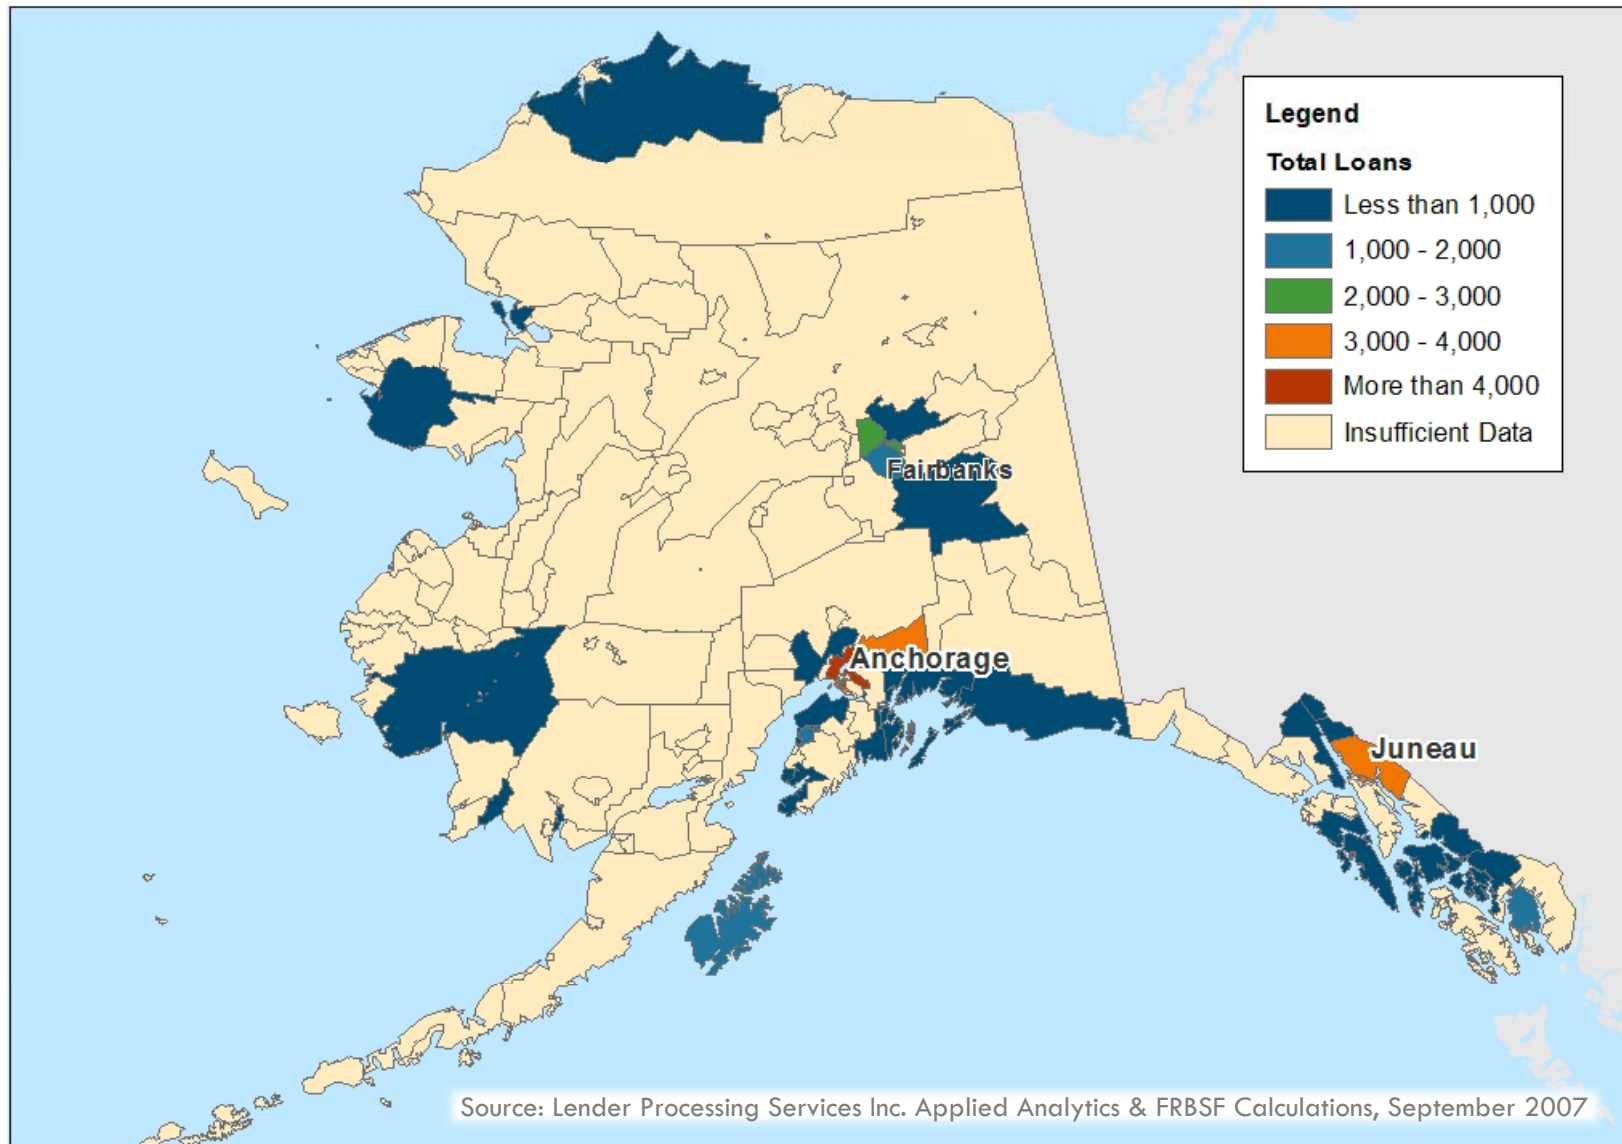 Legend
Total Loans
Less than 1,000
1,000 - 2,000
2,000 - 3,000
3,000 - 4,000
More than 4,000
Insufficient Data
Fairbanks
Anchorage
Juneau
Source: Lender Processing Services Inc. Applied Analytics & FRBSF Calculations, September 2007